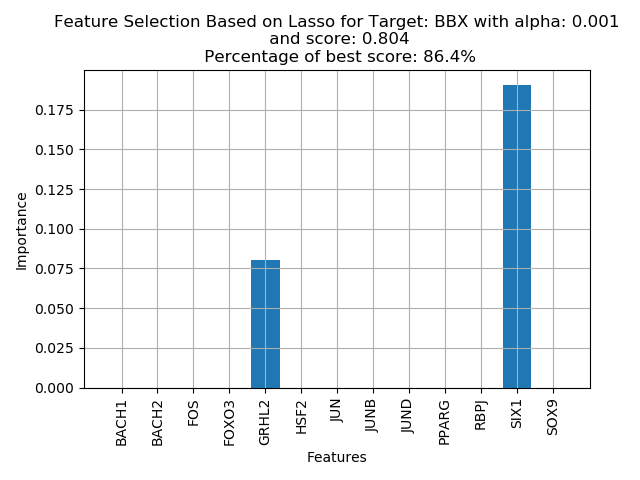 Feature Selection Based on Lasso for Target: BBX with alpha: 0.001
and score: 0.804
Percentage of best score: 86.4%
Importance
0.175
0.150
0.125
0.100
0.075
0.050
0.025
0.000
BACH1
BACH2
FOS
FOXO3
GRHL2
HSF2
JUN
JUNB
JUND
PPARG
RBPJ
SIX1
SOX9
Features